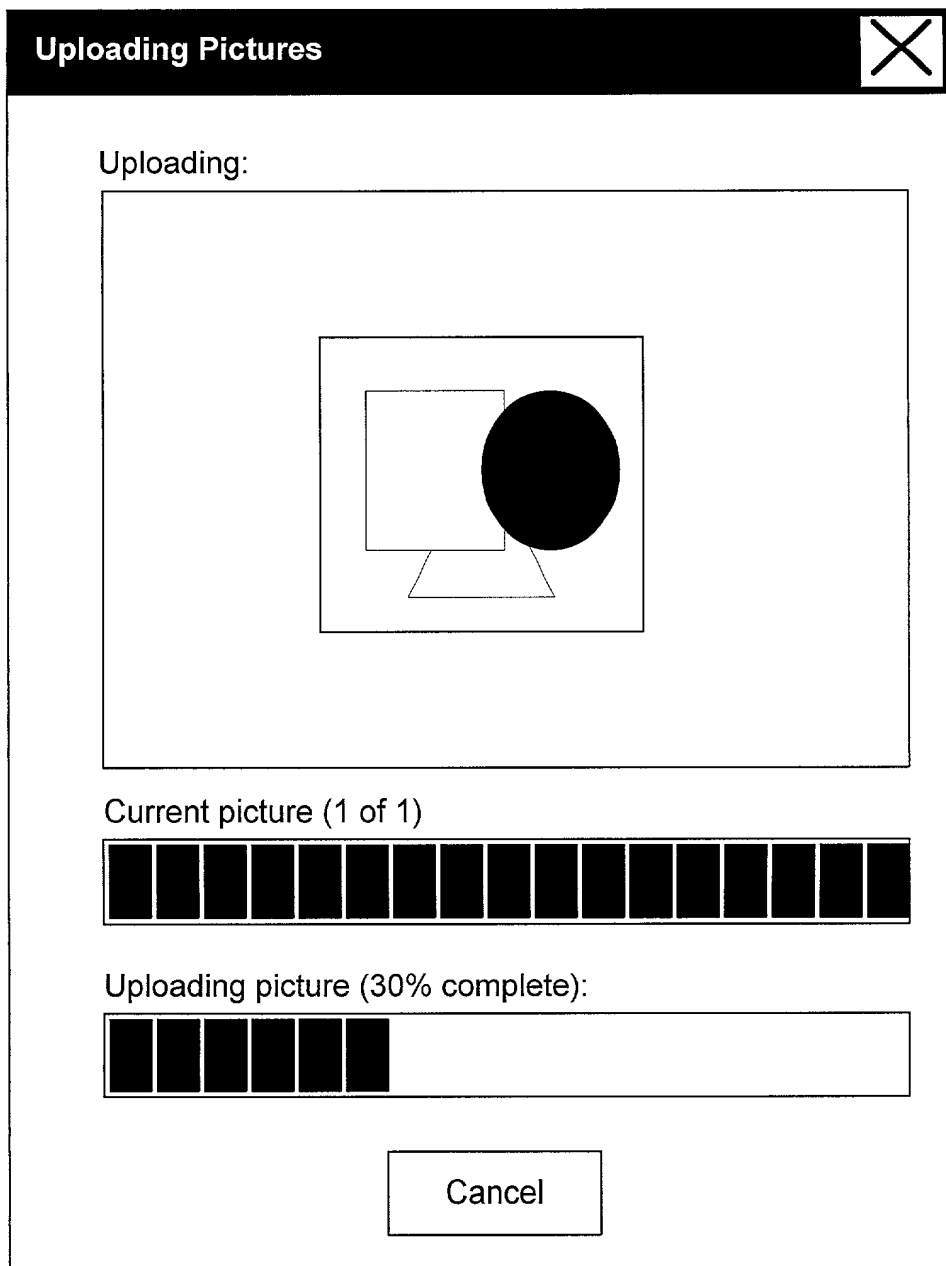 Uploading Pictures
Uploading:
Current picture (1 of 1)
Uploading picture (30% complete):
Cancel